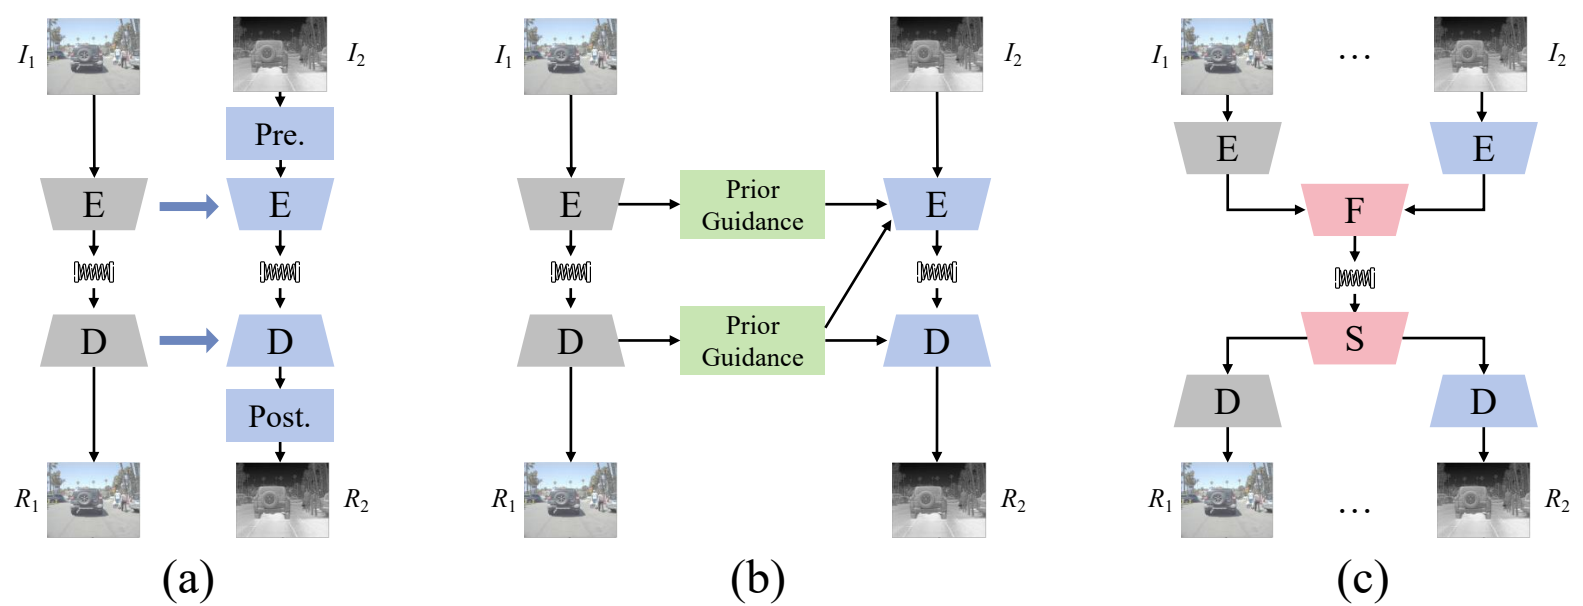 I₁
I₂
Pre.
E
E
D
D
Post.
R₁
R₂
(a)
I₁
I₂
E
Prior
Guidance
E
D
Prior
Guidance
D
R₁
R₂
(b)
I₁
...
I₂
E
E
F
S
D
D
R₁
...
R₂
(c)